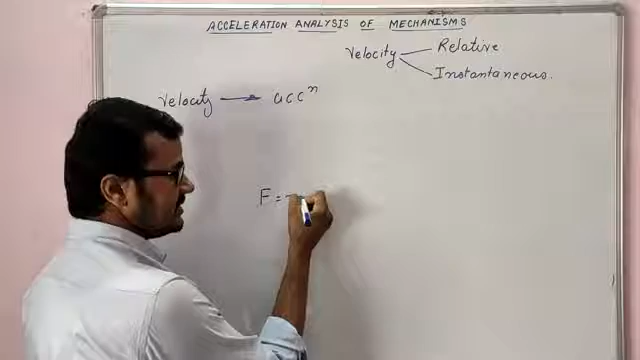 ACCELERATION ANALYSIS OF MECHANISMS
Velocity Relative
Instantaneous.
Velocity → accⁿ
F =